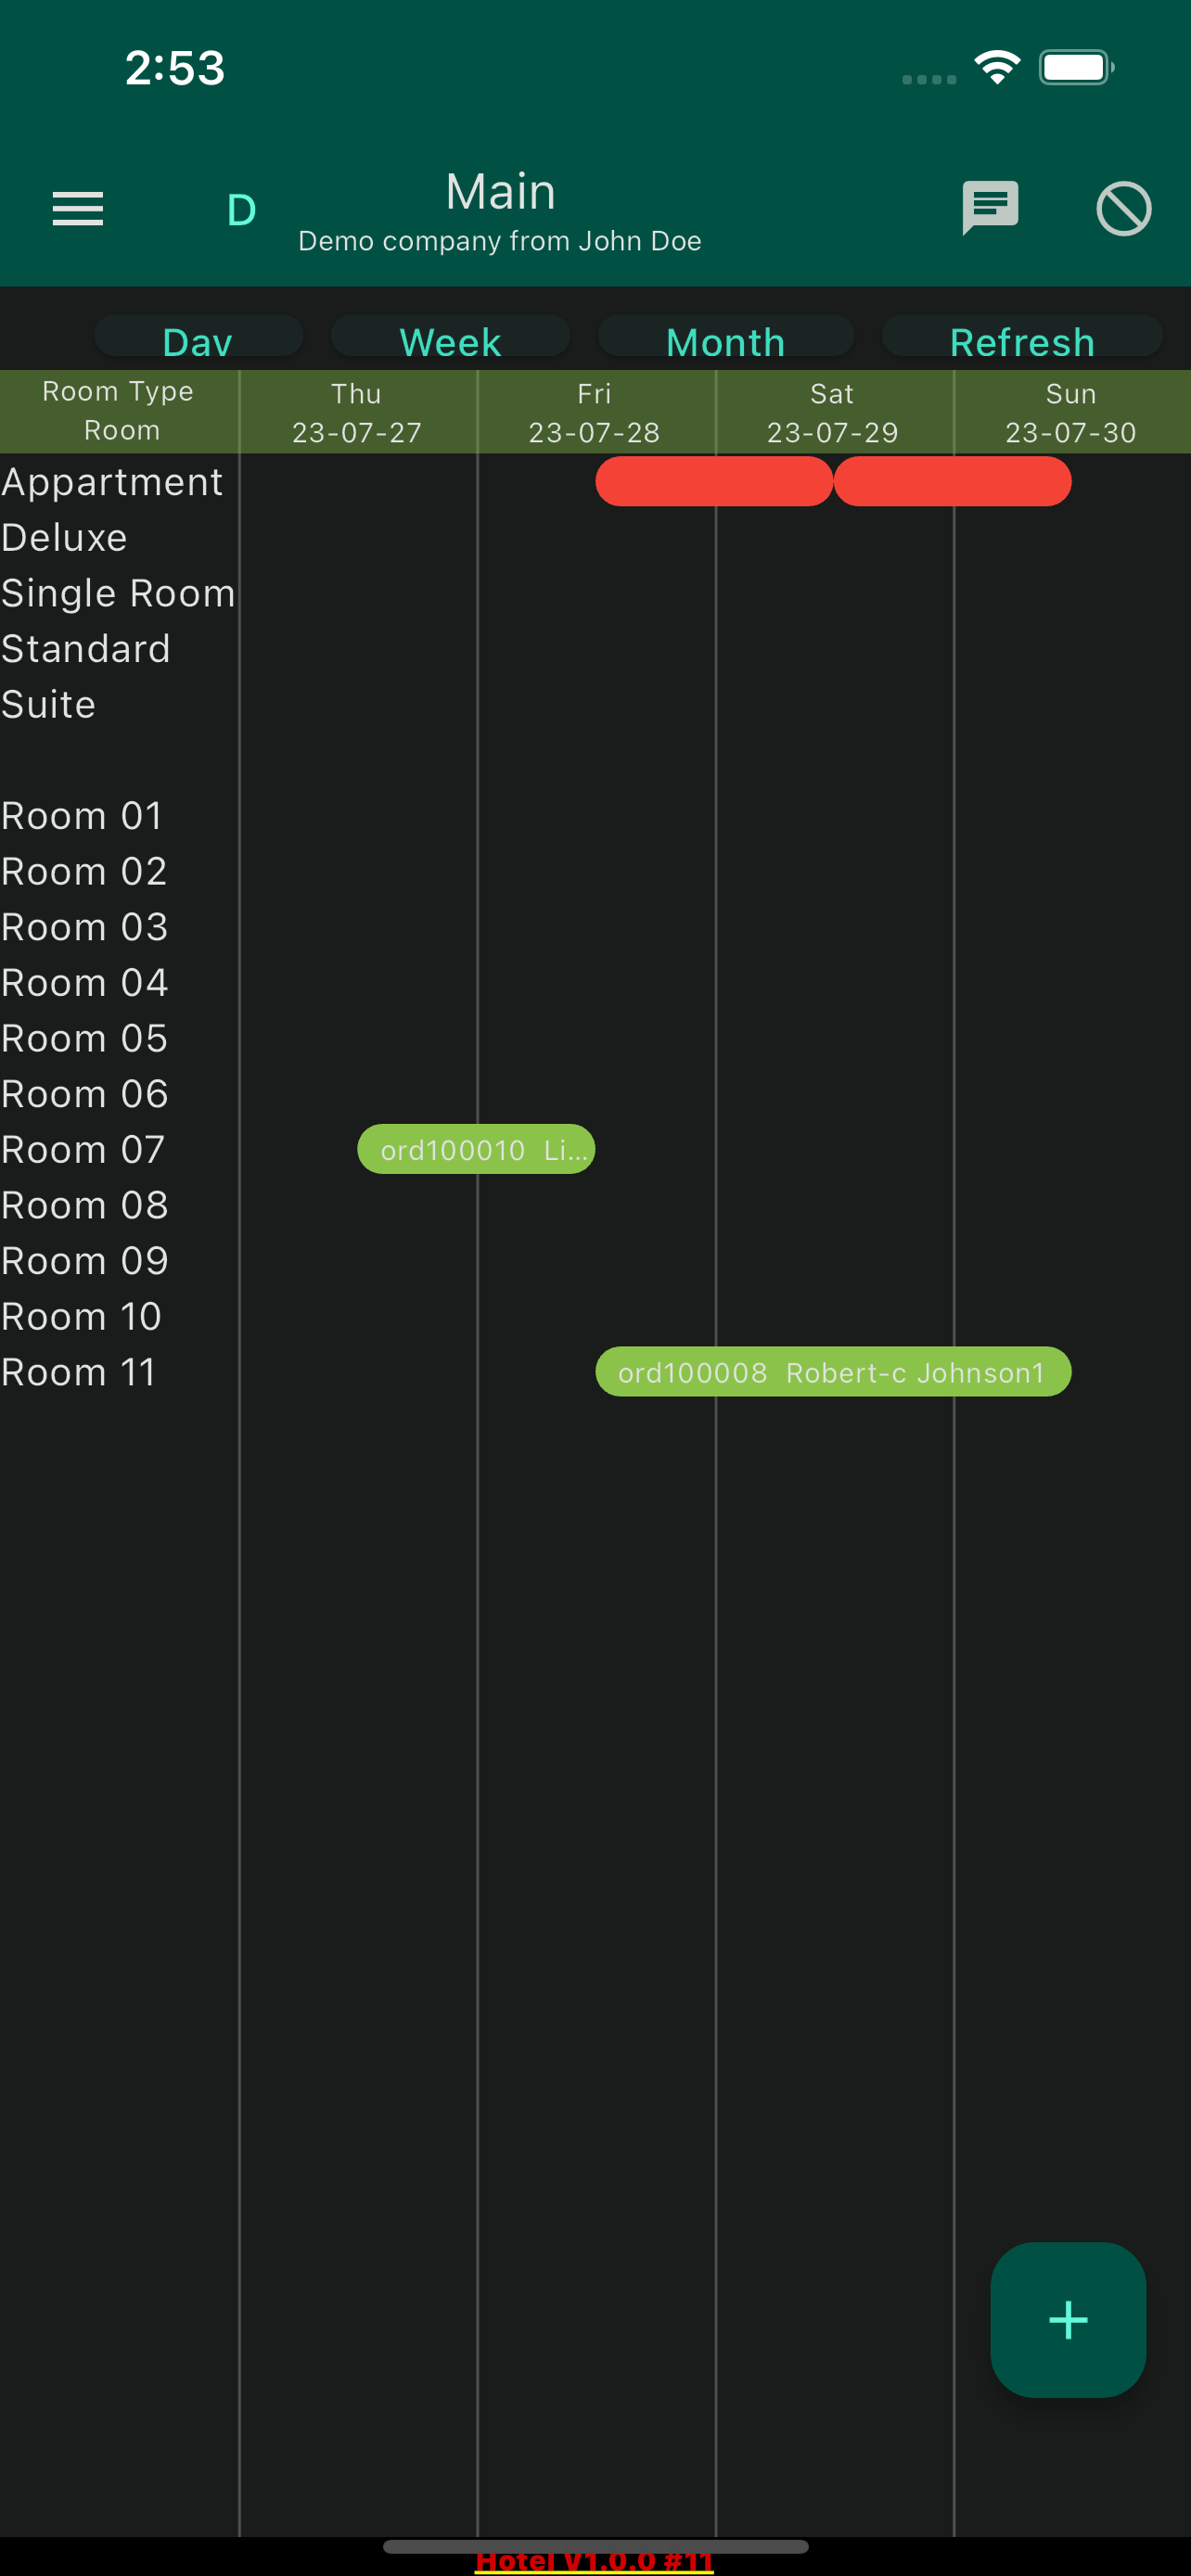 2:53
D
Main
Demo company from John Doe
Day Week Month Refresh
Room Type Thu Fri Sat Sun
Room 23-07-27 23-07-28 23-07-29 23-07-30
Appartment
Deluxe
Single Room
Standard
Suite
Room 01
Room 02
Room 03
Room 04
Room 05
Room 06
Room 07 ord100010 Li...
Room 08
Room 09
Room 10
Room 11 ord100008 Robert-c Johnson1
+
Hotel V1.0.0 #11